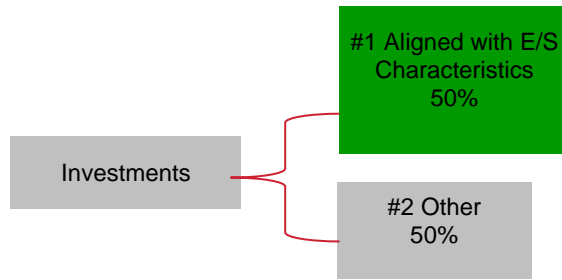 #1 Aligned with E/S
Characteristics
50%
Investments
#2 Other
50%